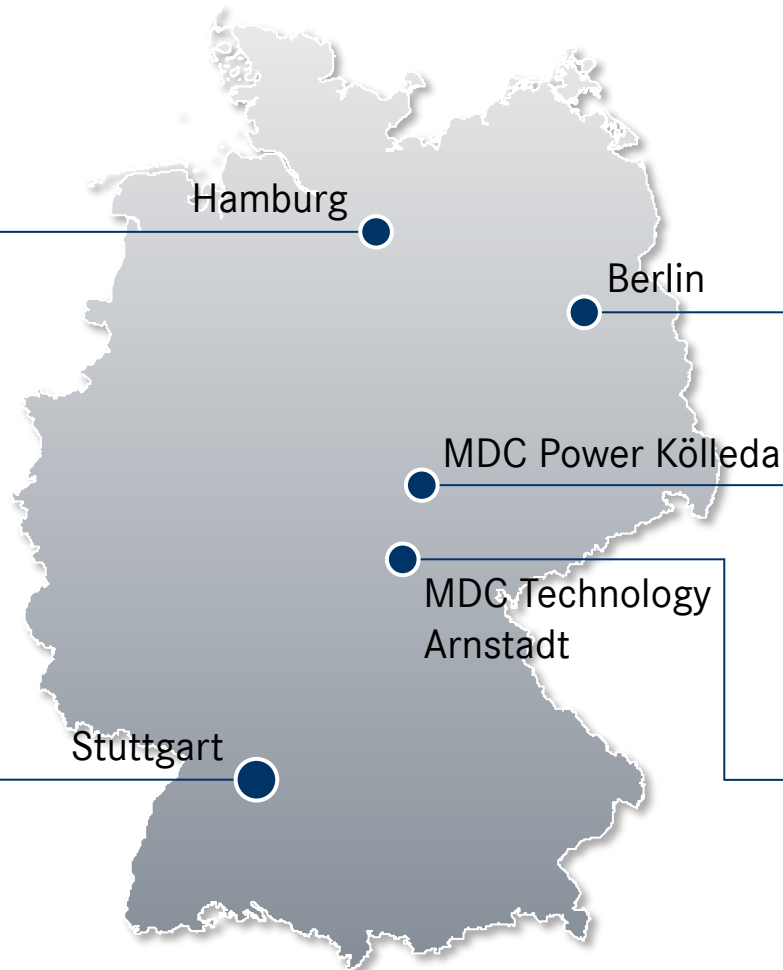 Hamburg
Berlin
MDC Power Kölleda
MDC Technology
Arnstadt
Stuttgart